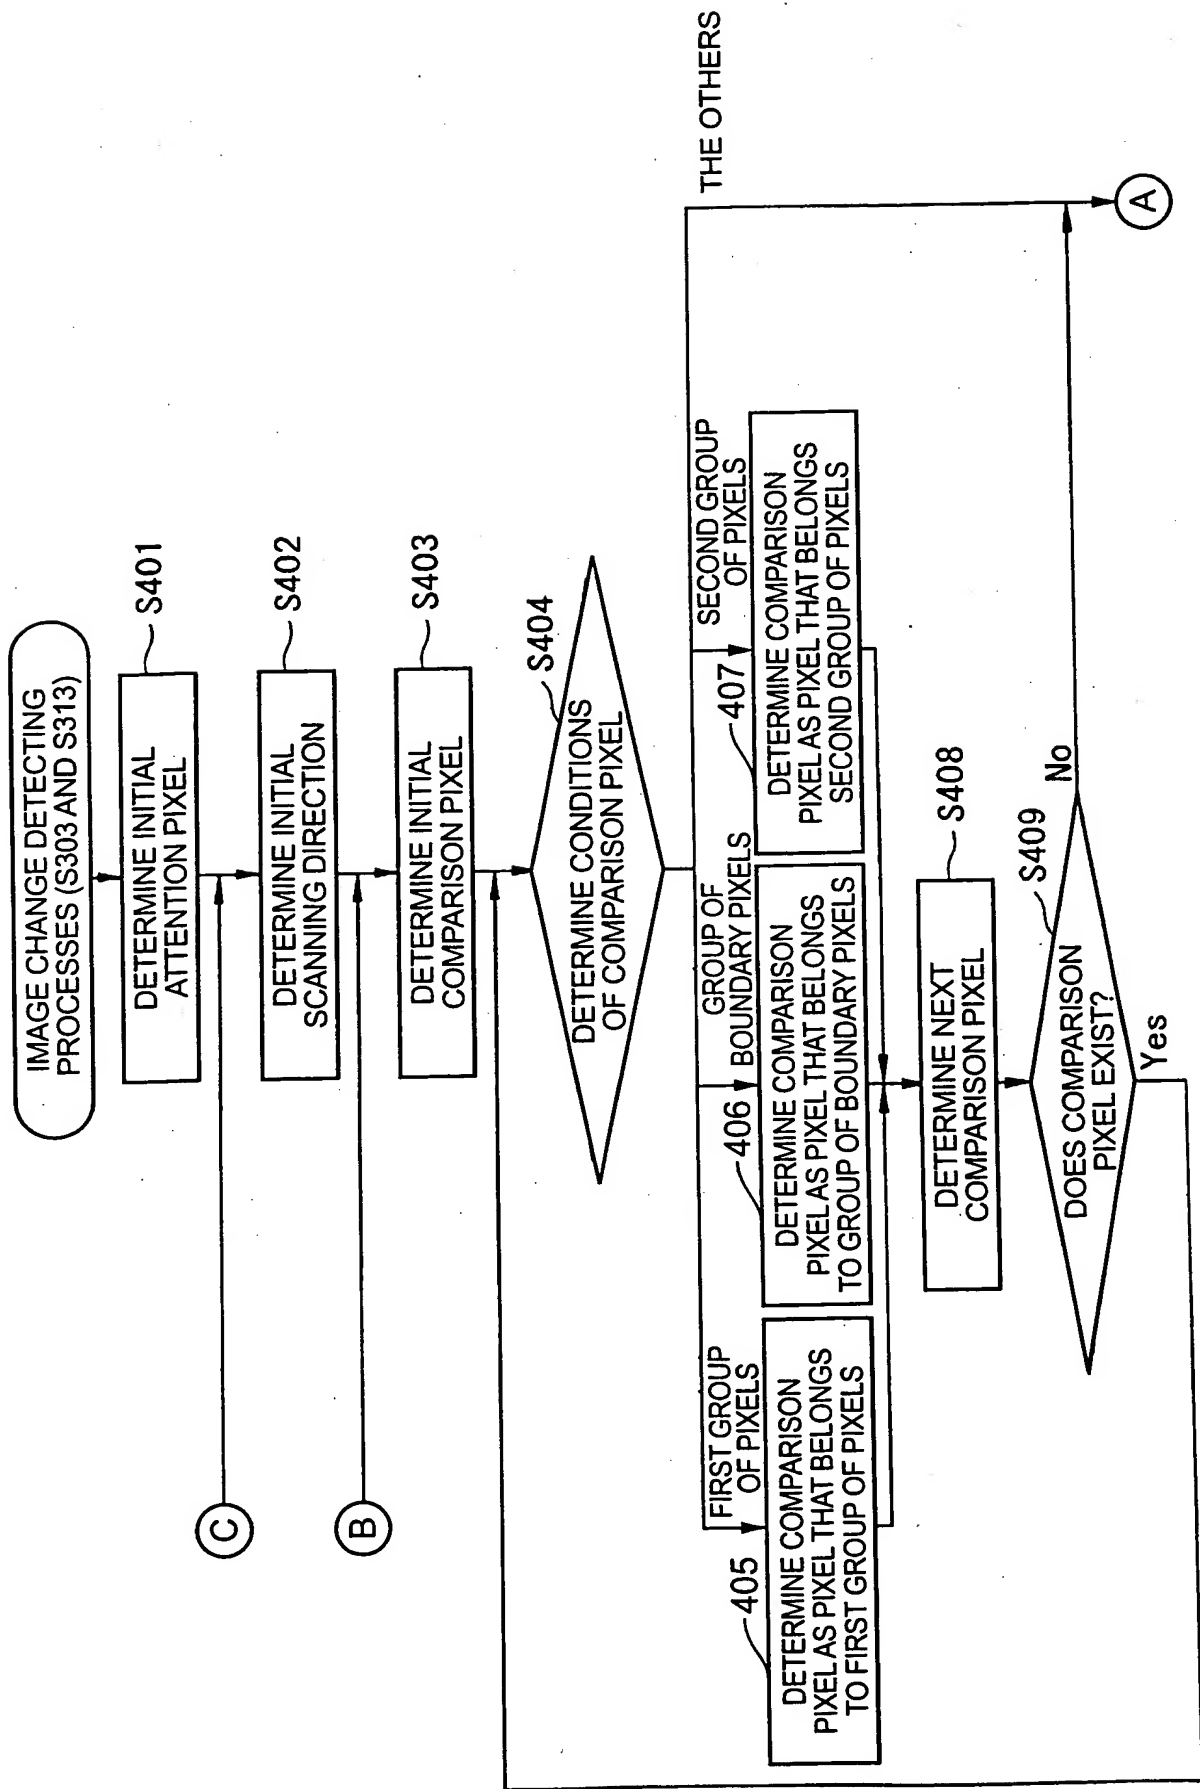 IMAGE CHANGE DETECTING
PROCESSES (S303 AND S313)
DETERMINE INITIAL
ATTENTION PIXEL
S401
C
DETERMINE INITIAL
SCANNING DIRECTION
S402
B
DETERMINE INITIAL
COMPARISON PIXEL
S403
DETERMINE CONDITIONS
OF COMPARISON PIXEL
S404
FIRST GROUP
OF PIXELS
GROUP OF
BOUNDARY PIXELS
SECOND GROUP
OF PIXELS
THE OTHERS
405
DETERMINE COMPARISON
PIXEL AS PIXEL THAT BELONGS
TO FIRST GROUP OF PIXELS
406
DETERMINE COMPARISON
PIXEL AS PIXEL THAT BELONGS
TO GROUP OF BOUNDARY PIXELS
407
DETERMINE COMPARISON
PIXEL AS PIXEL THAT BELONGS
SECOND GROUP OF PIXELS
DETERMINE NEXT
COMPARISON PIXEL
S408
DOES COMPARISON
PIXEL EXIST?
S409
No
Yes
A